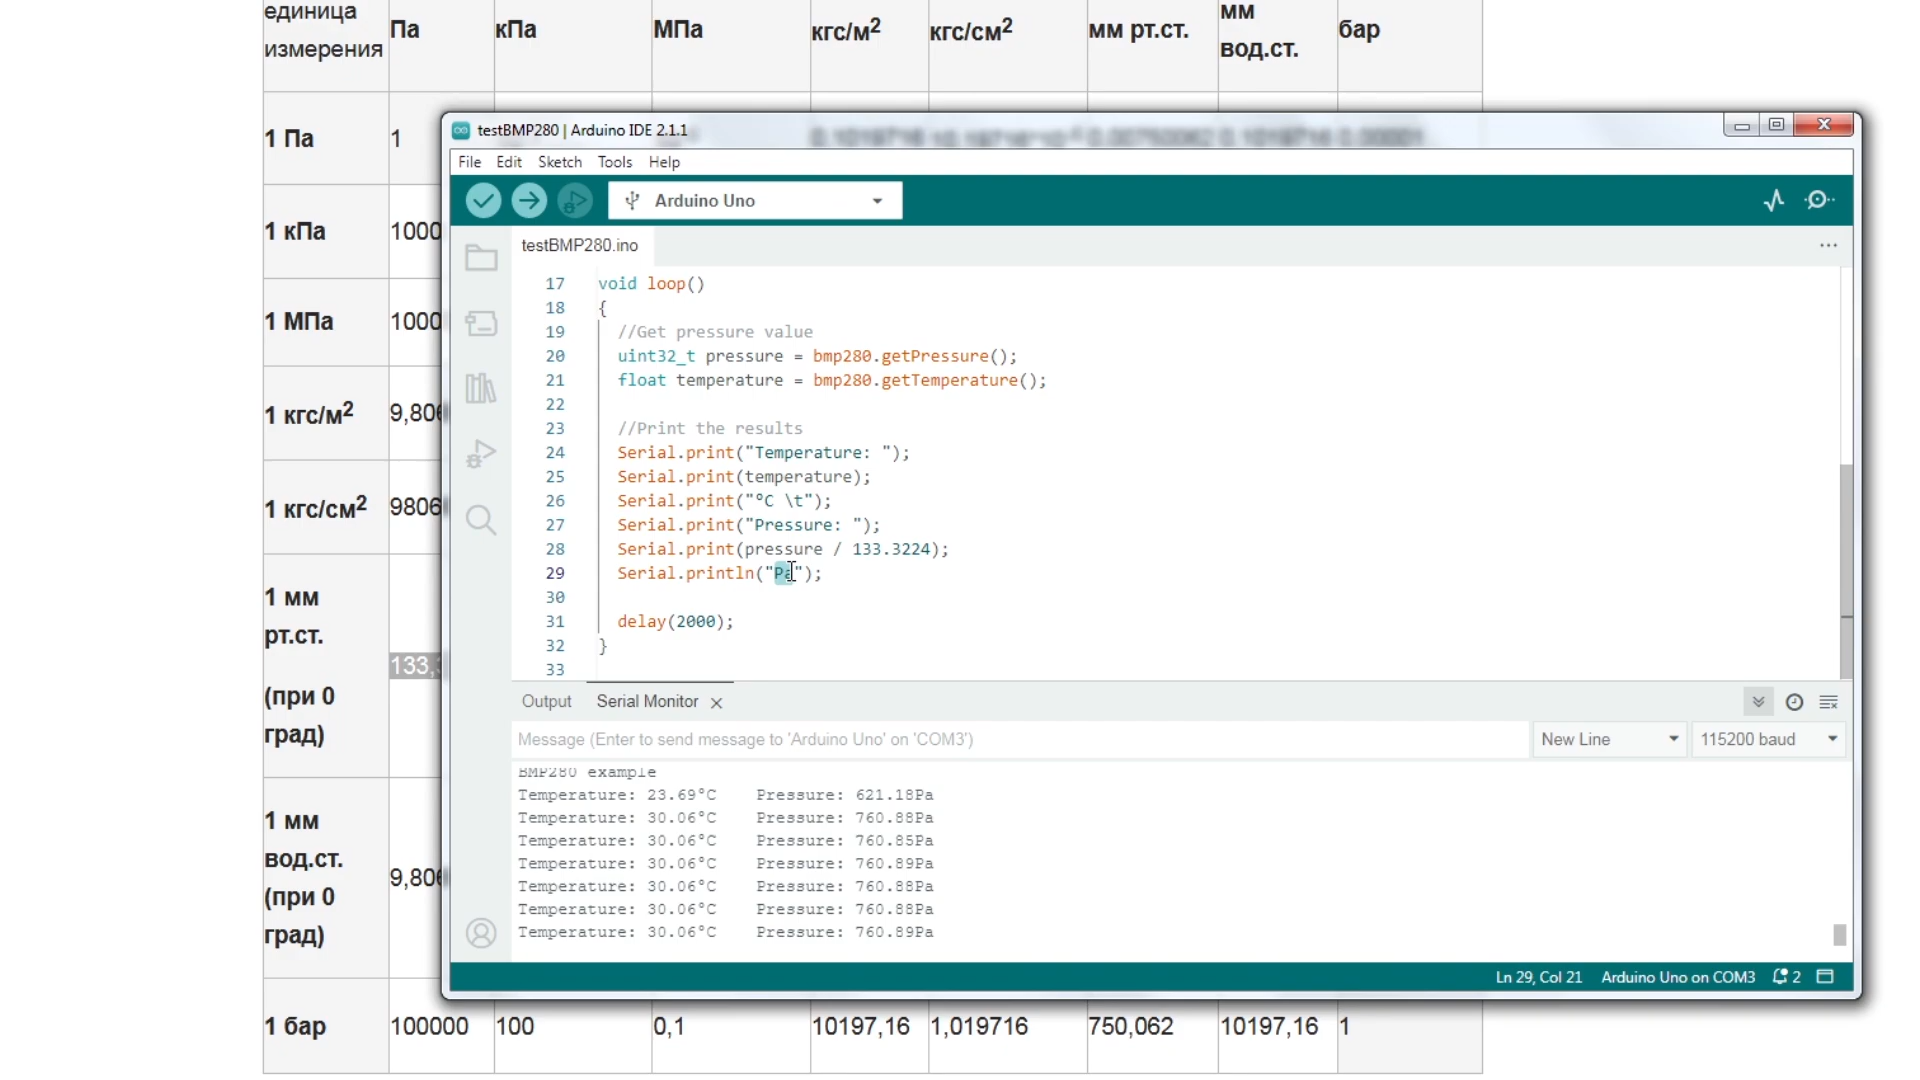 единица измерения Па кПа МПа кгс/м2 кгс/см2 мм рт.ст. мм вод.ст. бар
1 Па 1
1 кПа 1000
1 МПа 1000
1 кгс/м2 9,806
1 кгс/см2 9806
1 мм рт.ст. (при 0 град) 133,
1 мм вод.ст. (при 0 град) 9,806
1 бар 100000 100 0,1 10197,16 1,019716 750,062 10197,16 1
testBMP280 | Arduino IDE 2.1.1
File Edit Sketch Tools Help
Arduino Uno
testBMP280.ino
17 void loop()
18 {
19 //Get pressure value
20 uint32_t pressure = bmp280.getPressure();
21 float temperature = bmp280.getTemperature();
22
23 //Print the results
24 Serial.print("Temperature: ");
25 Serial.print(temperature);
26 Serial.print("°C \t");
27 Serial.print("Pressure: ");
28 Serial.print(pressure / 133.3224);
29 Serial.println("Pa");
30
31 delay(2000);
32 }
33
Output Serial Monitor
Message (Enter to send message to 'Arduino Uno' on 'COM3') New Line 115200 baud
BMP280 example
Temperature: 23.69°C Pressure: 621.18Pa
Temperature: 30.06°C Pressure: 760.88Pa
Temperature: 30.06°C Pressure: 760.85Pa
Temperature: 30.06°C Pressure: 760.89Pa
Temperature: 30.06°C Pressure: 760.88Pa
Temperature: 30.06°C Pressure: 760.88Pa
Temperature: 30.06°C Pressure: 760.89Pa
Ln 29, Col 21 Arduino Uno on COM3 2